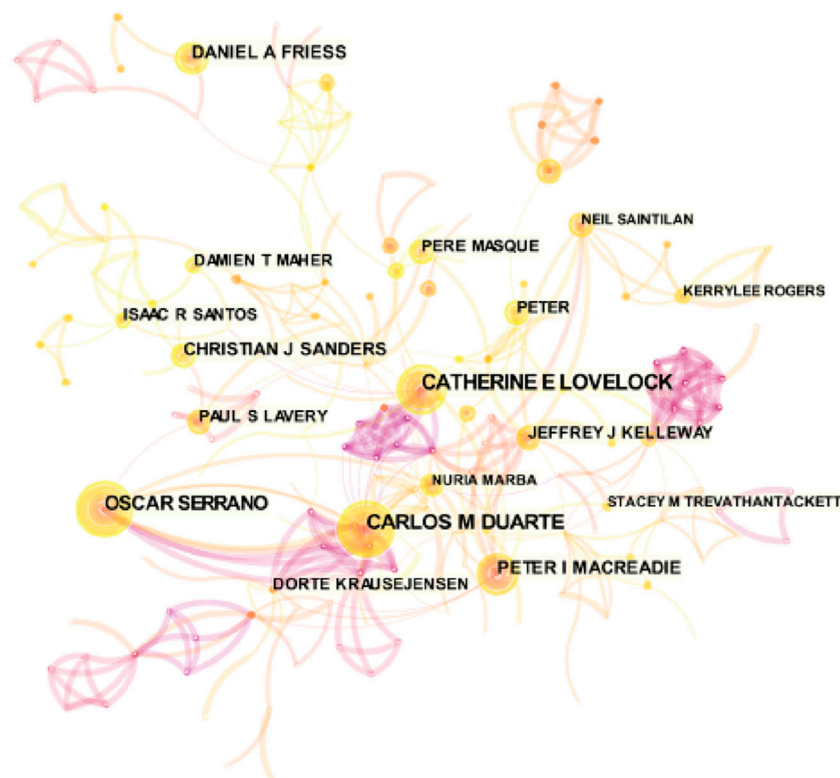 DANIEL A FRIESS
NEIL SAINTILAN
PERE MASQUE
DAMIEN T MAHER
KERRYLEE ROGERS
PETER
ISAAC R SANTOS
CHRISTIAN J SANDERS
CATHERINE E LOVELOCK
PAUL S LAVERY
JEFFREY J KELLEWAY
NURIA MARBA
OSCAR SERRANO
STACEY M TREVATHANTACKETT
CARLOS M DUARTE
PETER I MACREADIE
DORTE KRAUSEJENSEN